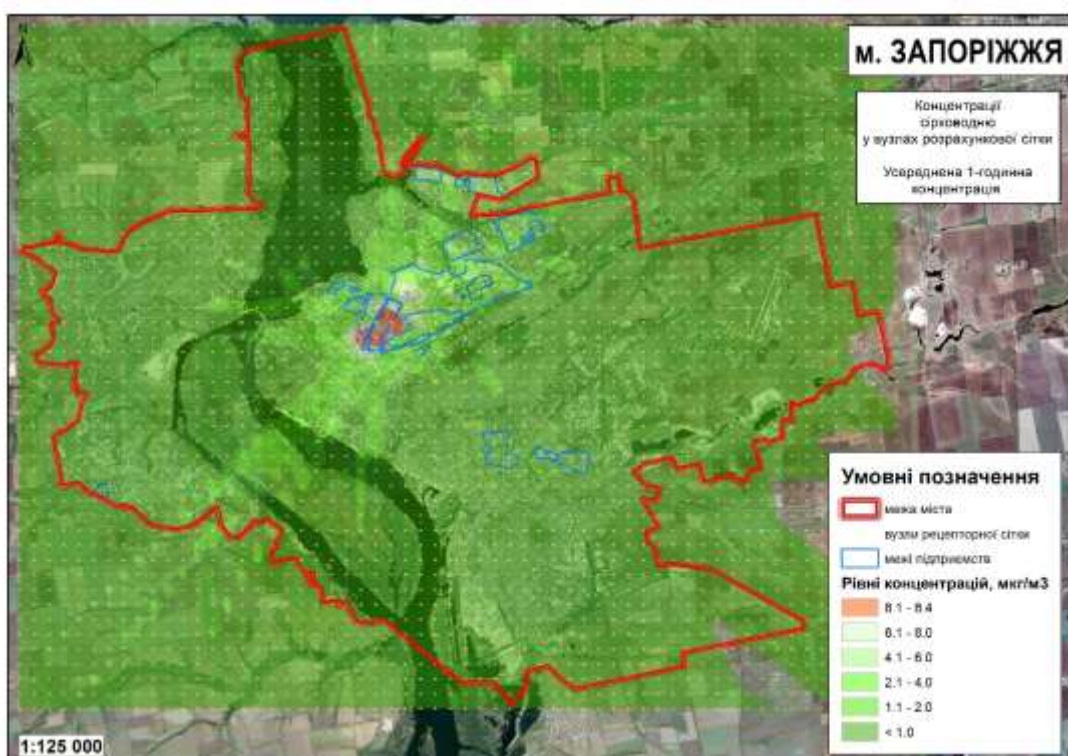 м. ЗАПОРІЖЖЯ
Концентрації
сірководню
у вузлах розрахункової сітки
Усереднена 1-годинна
концентрація
Умовні позначення
межа міста
вузли рецепторної сітки
межі підприємств
Рівні концентрацій, мкг/м3
8.1 - 8.4
6.1 - 8.0
4.1 - 6.0
2.1 - 4.0
1.1 - 2.0
< 1.0
1:125 000